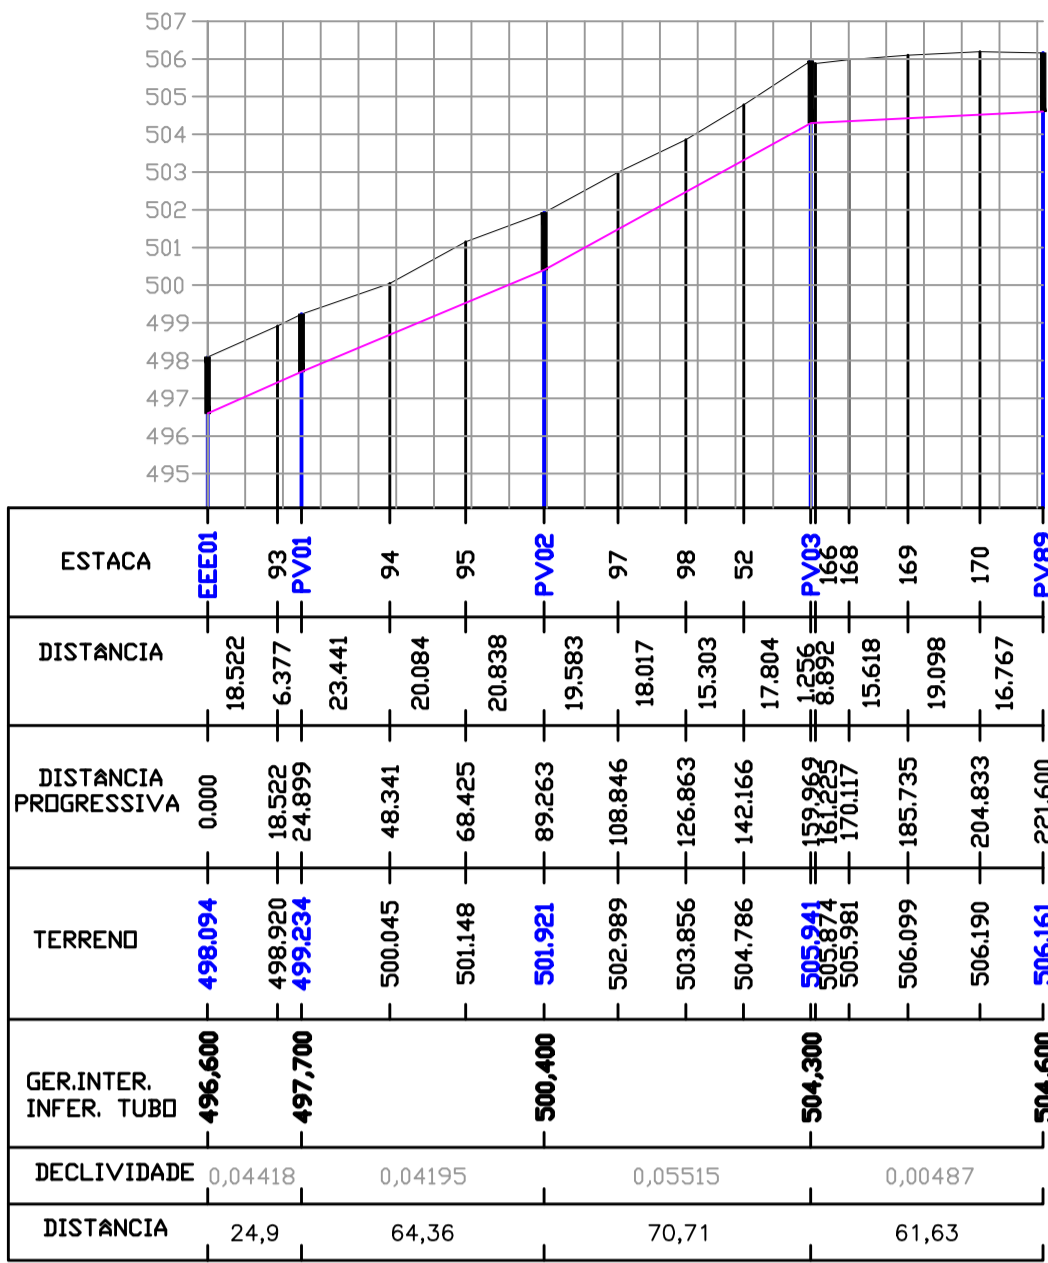 507
506
505
504
503
502
501
500
499
498
497
496
495
ESTACA EEE01 93 PV01 94 95 PV02 97 98 52 PV03 166 168 169 170 PV89
DISTÂNCIA 18.522 6.377 23.441 20.084 20.838 19.583 18.017 15.303 17.804 1.256 8.892 15.618 19.098 16.767
DISTÂNCIA
PROGRESSIVA 0.000 18.522 24.899 48.341 68.425 89.263 108.846 126.863 142.166 159.969 161.225 170.117 185.735 204.833 221.600
TERRENO 498.094 498.920 499.234 500.045 501.148 501.921 502.989 503.856 504.786 505.941 505.874 505.981 506.099 506.190 506.161
GER.INTER.
INFER. TUBO 496,600 497,700 500,400 504,300 504,600
DECLIVIDADE 0,04418 0,04195 0,05515 0,00487
DISTÂNCIA 24,9 64,36 70,71 61,63